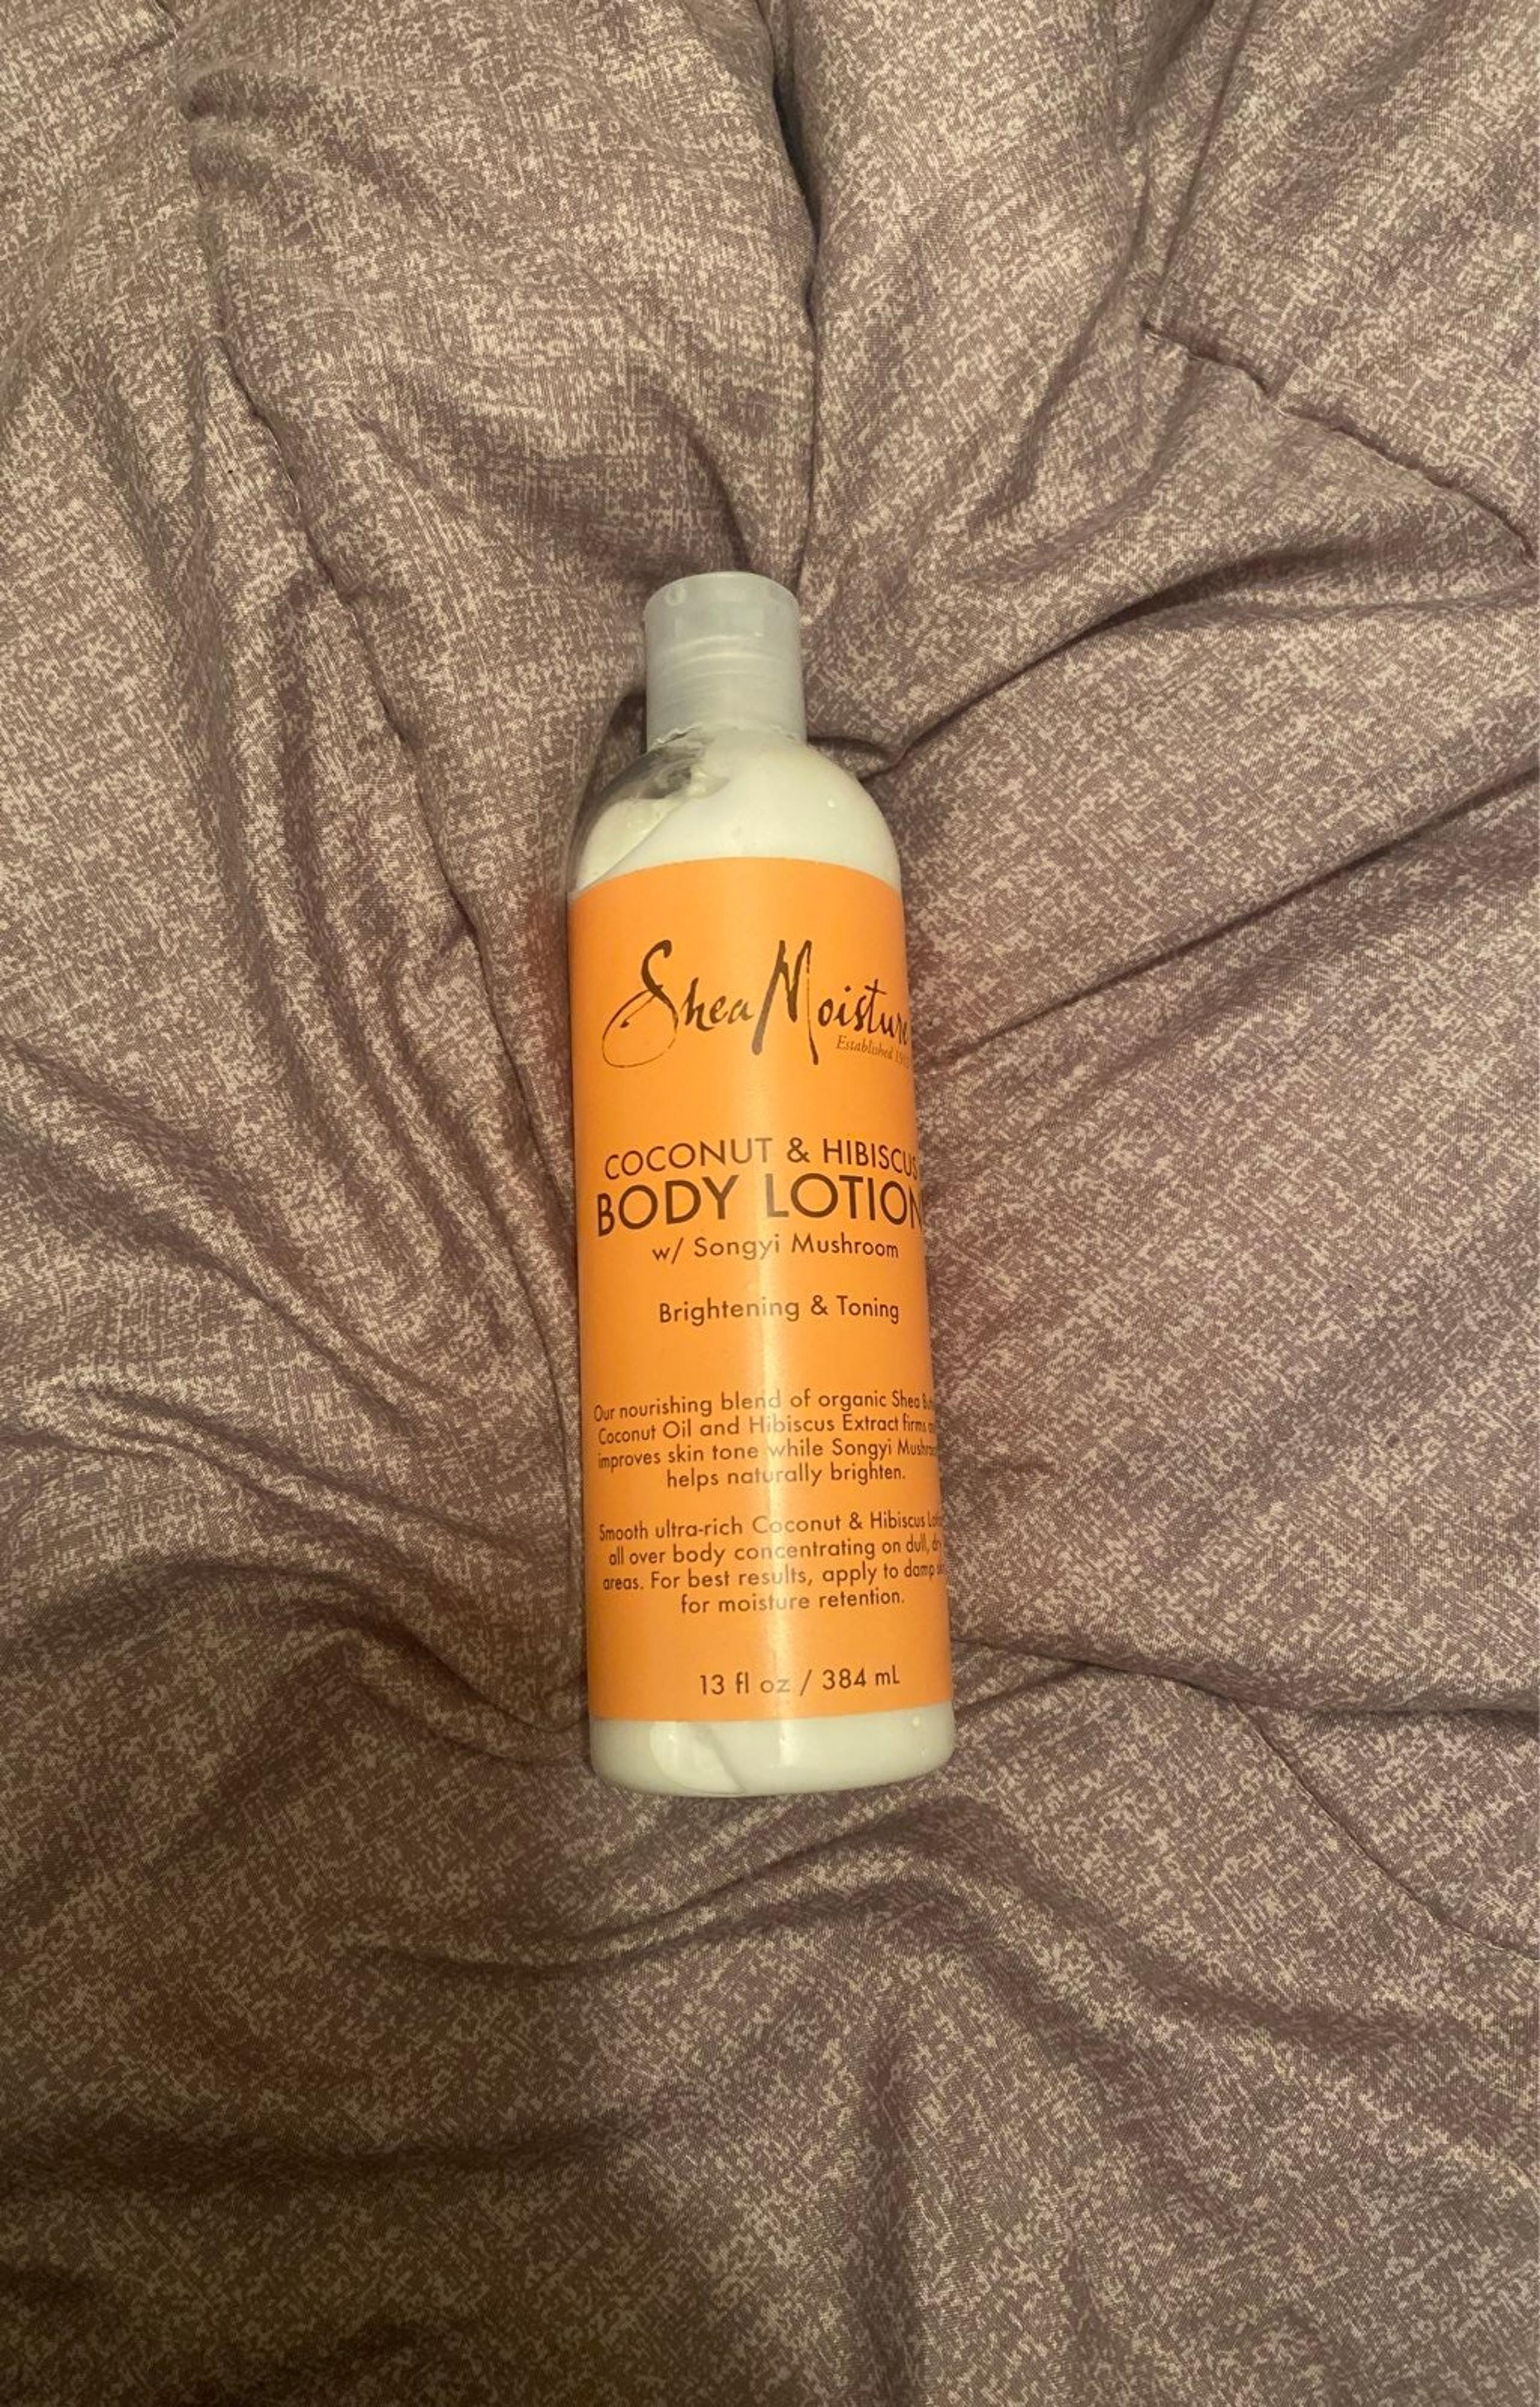 Shea Moisture
Established
COCONUT & HIBISCUS
BODY LOTION
w/ Songyi Mushroom
Brightening & Toning
Our nourishing blend of organic Shea
Coconut Oil and Hibiscus Extract firms
improves skin tone while Songyi
helps naturally brighten.
Smooth ultra-rich Coconut & Hibiscus
all over body concentrating on dull,
areas. For best results, apply to damp
for moisture retention.
13 fl oz / 384 mL